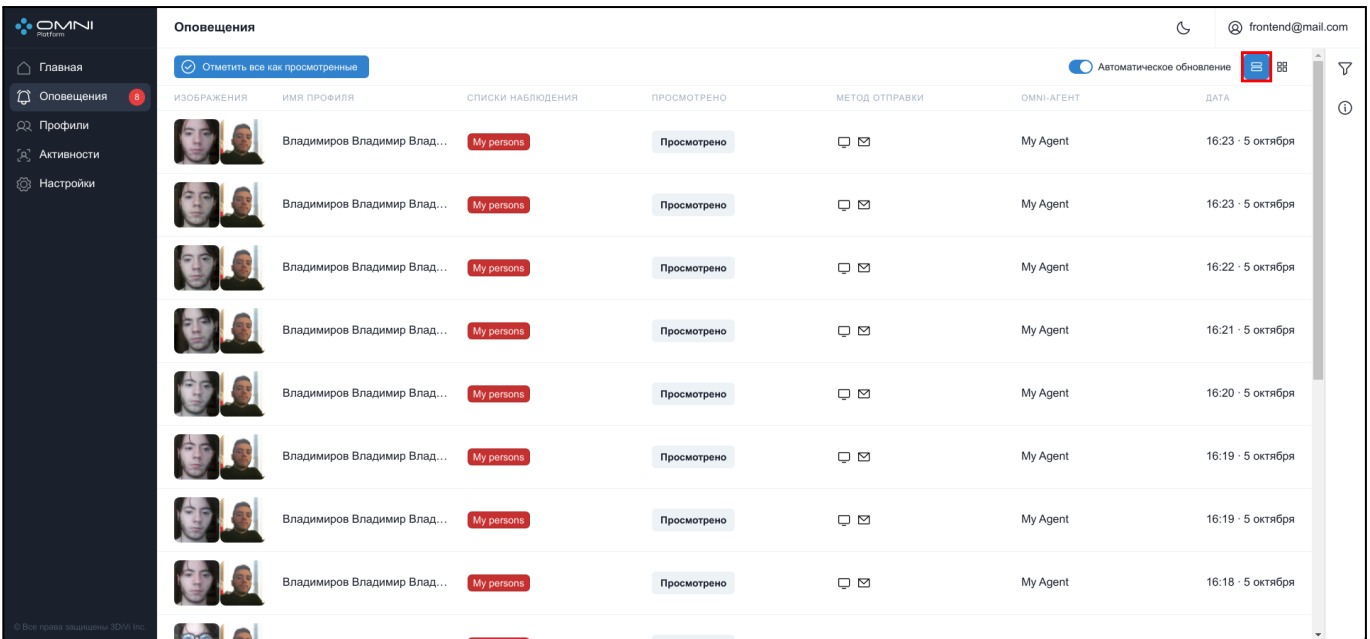 OMNI
Platform
Оповещения
frontend@mail.com
Главная
Отметить все как просмотренные
Автоматическое обновление
Оповещения 8
ИЗОБРАЖЕНИЯ ИМЯ ПРОФИЛЯ СПИСКИ НАБЛЮДЕНИЯ ПРОСМОТРЕНО МЕТОД ОТПРАВКИ OMNI-АГЕНТ ДАТА
Профили
Активности
Настройки
Владимиров Владимир Влад... My persons Просмотрено My Agent 16:23 · 5 октября
Владимиров Владимир Влад... My persons Просмотрено My Agent 16:23 · 5 октября
Владимиров Владимир Влад... My persons Просмотрено My Agent 16:22 · 5 октября
Владимиров Владимир Влад... My persons Просмотрено My Agent 16:21 · 5 октября
Владимиров Владимир Влад... My persons Просмотрено My Agent 16:20 · 5 октября
Владимиров Владимир Влад... My persons Просмотрено My Agent 16:19 · 5 октября
Владимиров Владимир Влад... My persons Просмотрено My Agent 16:19 · 5 октября
Владимиров Владимир Влад... My persons Просмотрено My Agent 16:18 · 5 октября
© Все права защищены 3DiVi Inc.